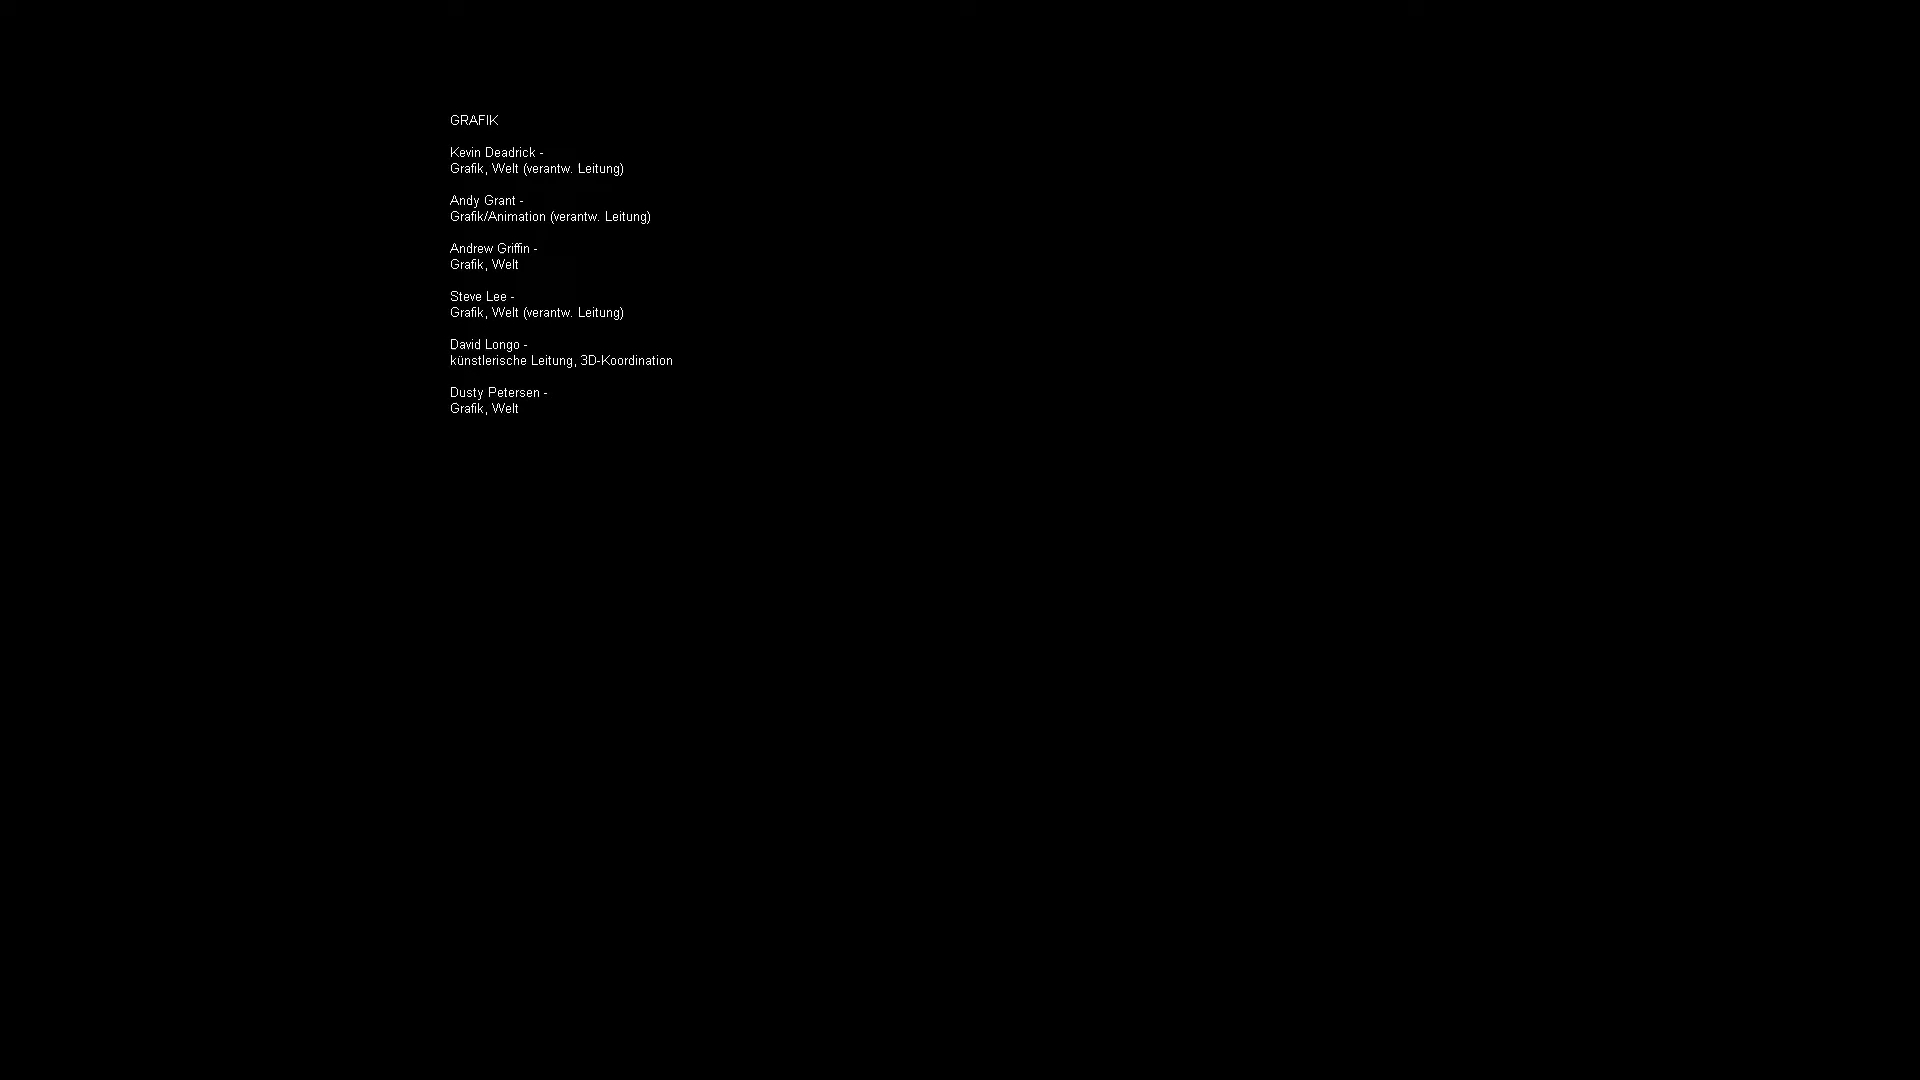 GRAFIK
Kevin Deadrick -
Grafik, Welt (verantw. Leitung)
Andy Grant -
Grafik/Animation (verantw. Leitung)
Andrew Griffin -
Grafik, Welt
Steve Lee -
Grafik, Welt (verantw. Leitung)
David Longo -
künstlerische Leitung, 3D-Koordination
Dusty Petersen -
Grafik, Welt